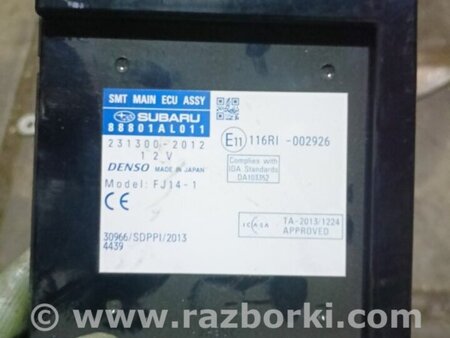 SMT MAIN ECU ASSY
SUBARU
88801AL011
231300-2012
12V
DENSO MADE IN JAPAN
Model: FJ14-1
CE
30966/SDPPI/2013
4439
E11 116RI -002926
Complies with
IDA Standards
DA103352
ICASA TA-2013/1224
APPROVED
© www.razborki.com